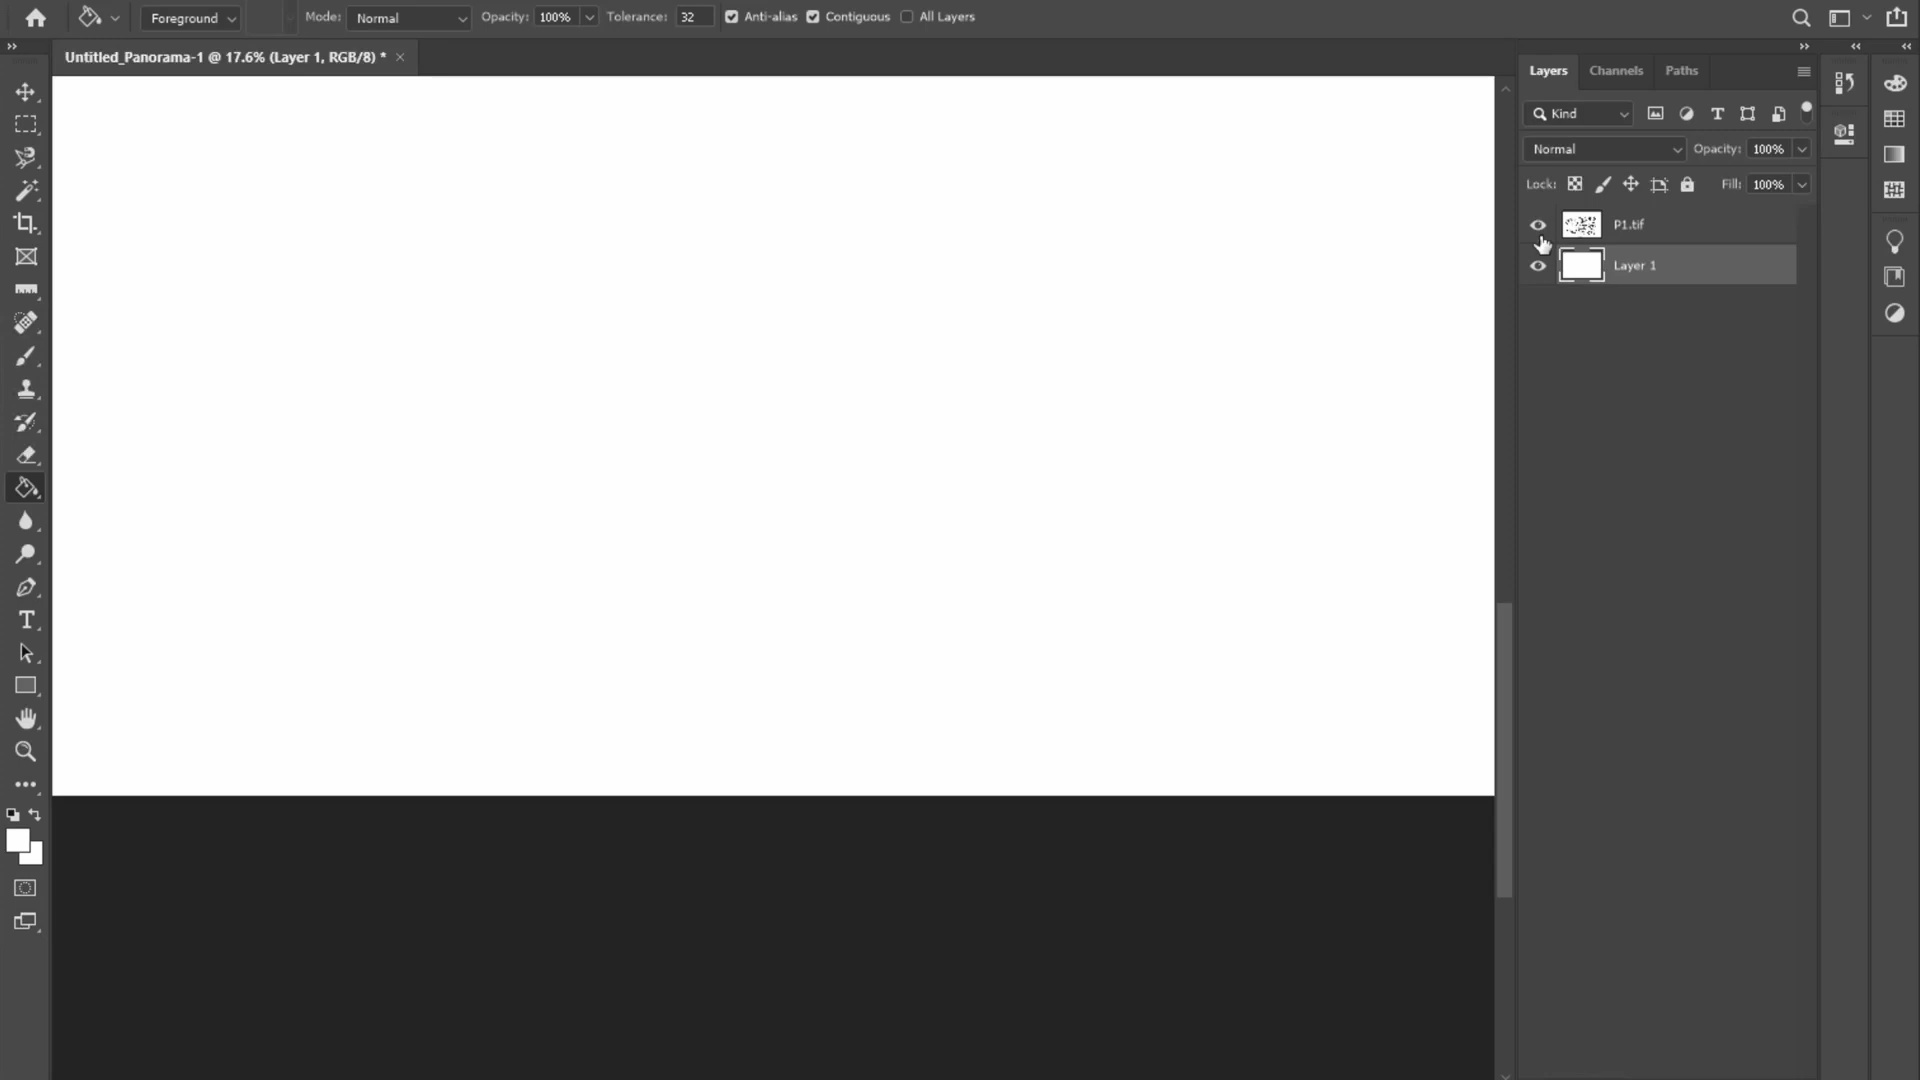 Foreground Mode: Normal Opacity: 100% Tolerance: 32 Anti-alias Contiguous All Layers
Untitled_Panorama-1 @ 17.6% (Layer 1, RGB/8) *
Layers Channels Paths
Kind
Normal Opacity: 100%
Lock: Fill: 100%
P1.tif
Layer 1